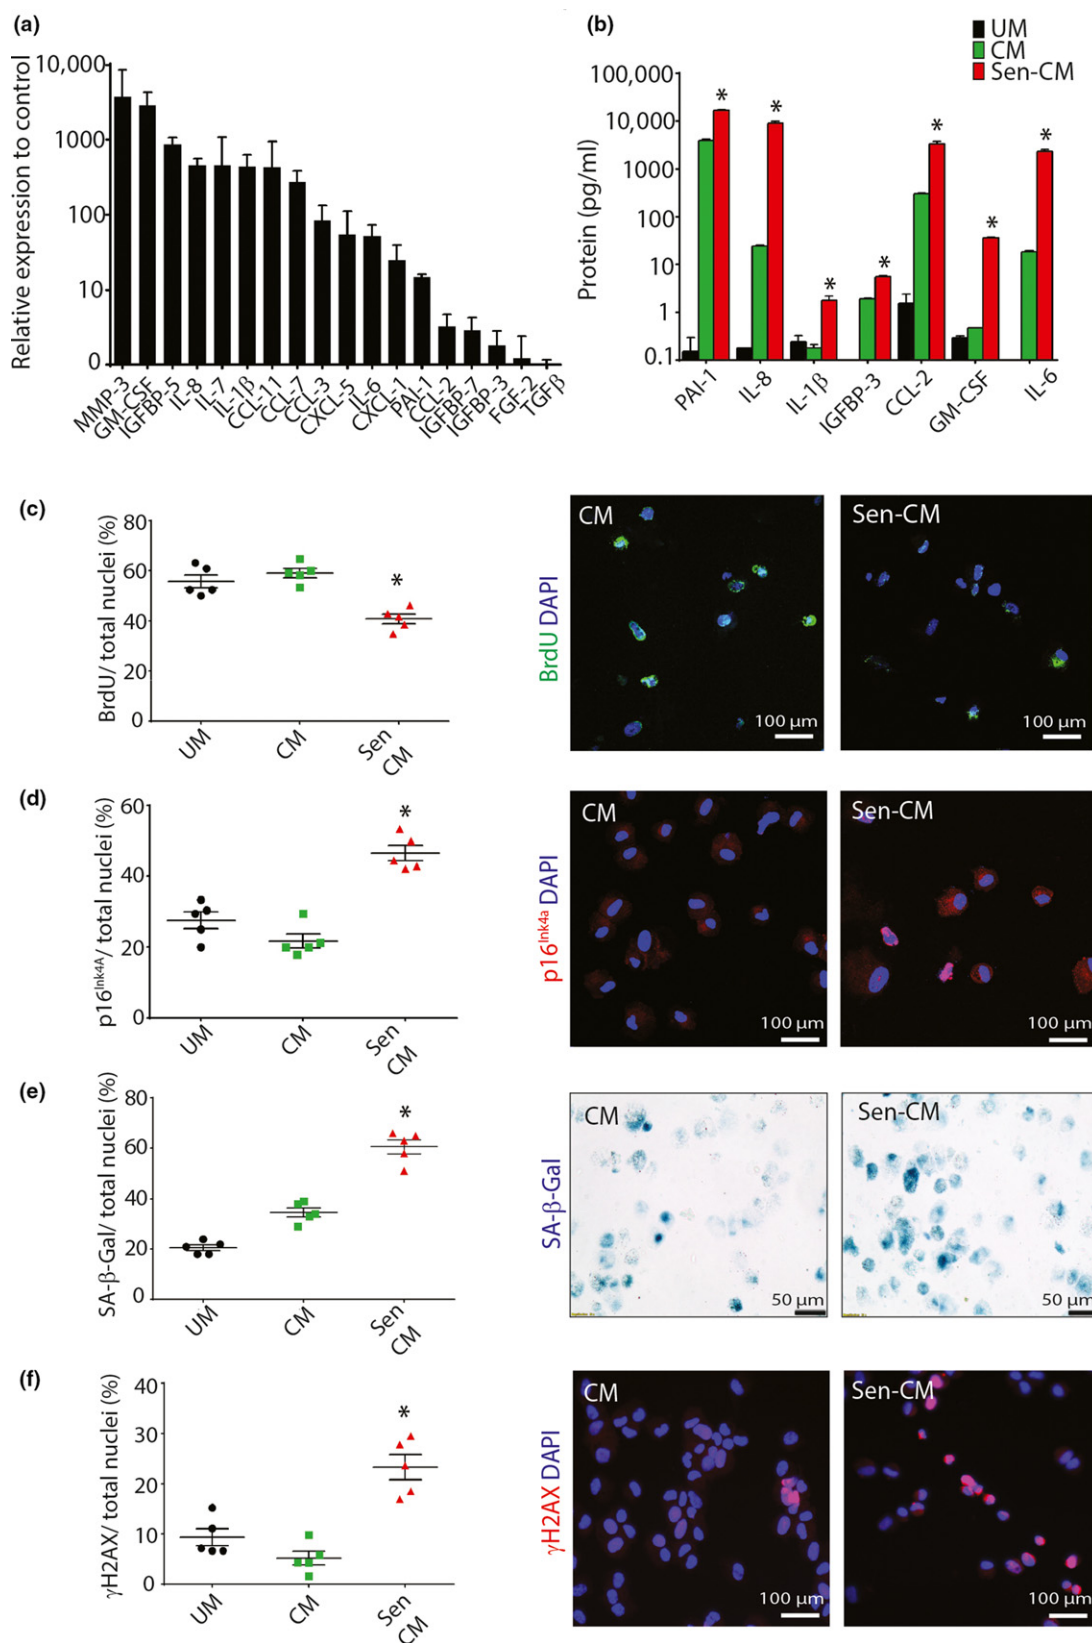 (a)
Relative expression to control
10,000
1000
100
10
0
MMP-3
GM-CSF
IGFBP-5
IL-8
IL-7
IL-1β
CCL-11
CCL-7
CCL-3
CXCL-5
IL-6
CXCL-1
PAI-1
CCL-2
IGFBP-7
IGFBP-3
FGF-2
TGFβ
(b)
UM
CM
Sen-CM
Protein (pg/ml)
100,000
10,000
1000
100
10
1
0.1
* * * * * * *
PAI-1
IL-8
IL-1β
IGFBP-3
CCL-2
GM-CSF
IL-6
(c)
BrdU/ total nuclei (%)
80
60
40
20
0
*
UM
CM
Sen
CM
BrdU DAPI
CM
100 µm
Sen-CM
100 µm
(d)
p16^Ink4A/ total nuclei (%)
60
40
20
0
*
UM
CM
Sen
CM
p16^Ink4a DAPI
CM
100 µm
Sen-CM
100 µm
(e)
SA-β-Gal/ total nuclei (%)
80
60
40
20
0
*
UM
CM
Sen
CM
SA-β-Gal
CM
50 µm
Sen-CM
50 µm
(f)
γH2AX/ total nuclei (%)
40
30
20
10
0
*
UM
CM
Sen
CM
γH2AX DAPI
CM
100 µm
Sen-CM
100 µm